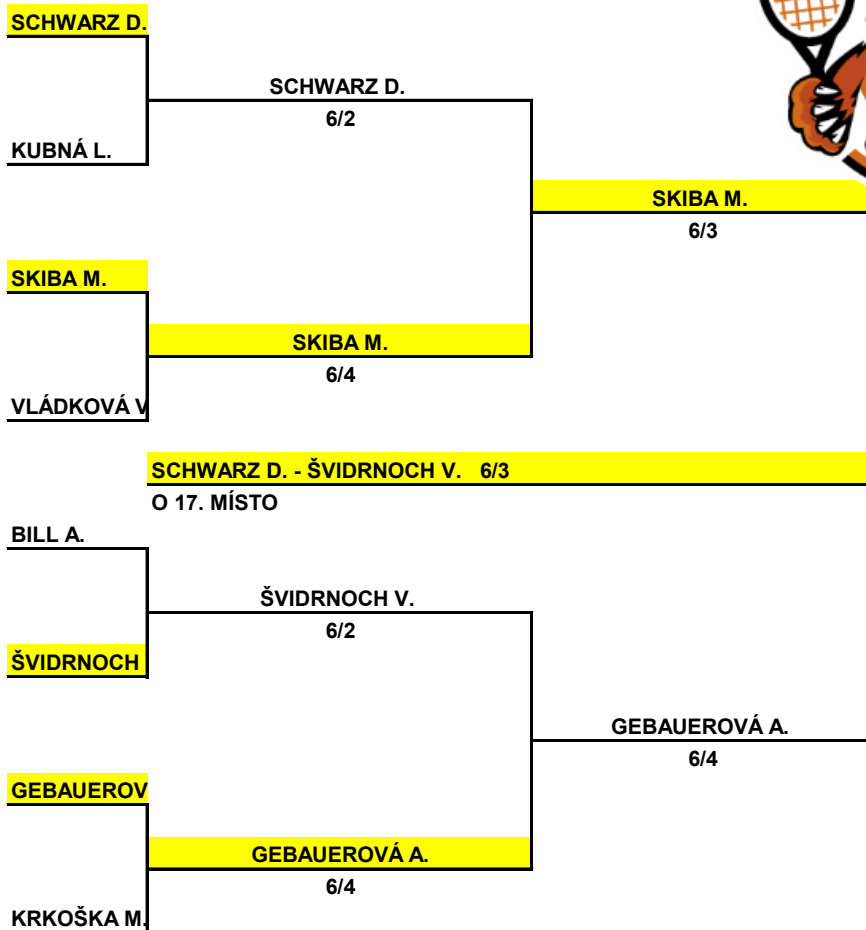 SCHWARZ D.
SCHWARZ D.
6/2
KUBNÁ L.
SKIBA M.
6/3
SKIBA M.
SKIBA M.
6/4
VLÁDKOVÁ V
SCHWARZ D. - ŠVIDRNOCH V. 6/3
O 17. MÍSTO
BILL A.
ŠVIDRNOCH V.
6/2
ŠVIDRNOCH
GEBAUEROVÁ A.
6/4
GEBAUEROV
GEBAUEROVÁ A.
6/4
KRKOŠKA M.